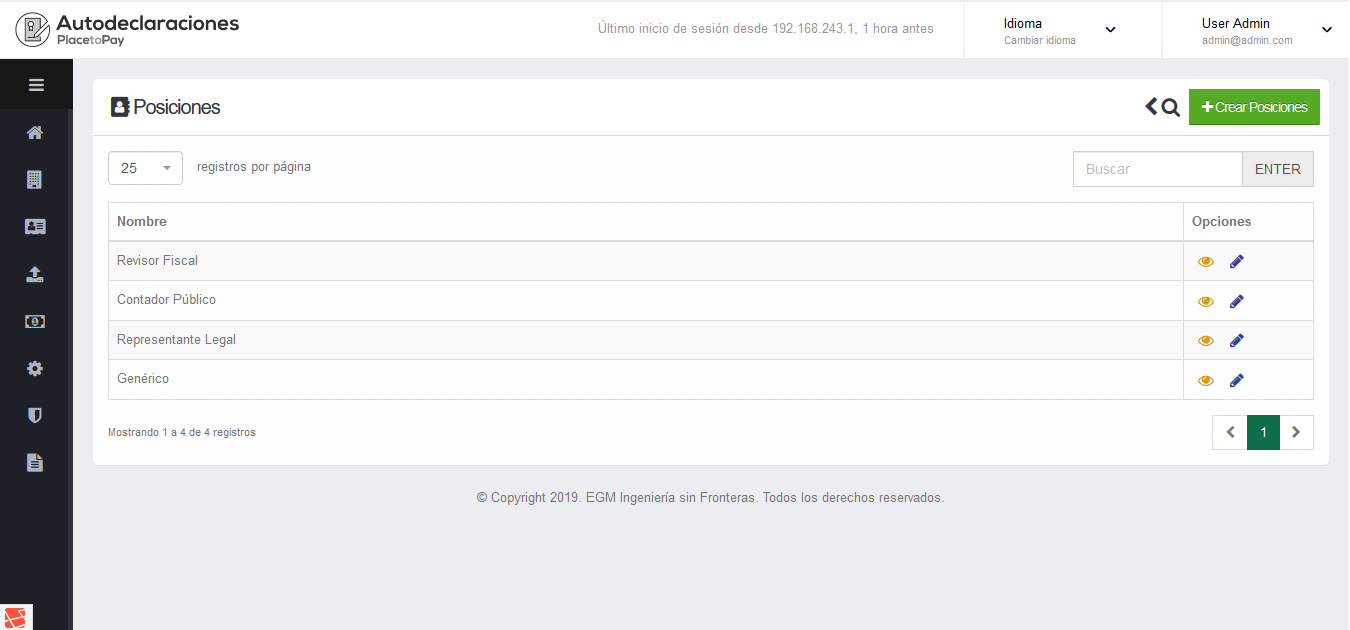 Autodeclaraciones
PlacetoPay
Último inicio de sesión desde 192.168.243.1, 1 hora antes
Idioma
Cambiar idioma
User Admin
admin@admin.com
Posiciones
Crear Posiciones
25 registros por página
Buscar ENTER
Nombre Opciones
Revisor Fiscal
Contador Público
Representante Legal
Genérico
Mostrando 1 a 4 de 4 registros
1
© Copyright 2019. EGM Ingeniería sin Fronteras. Todos los derechos reservados.